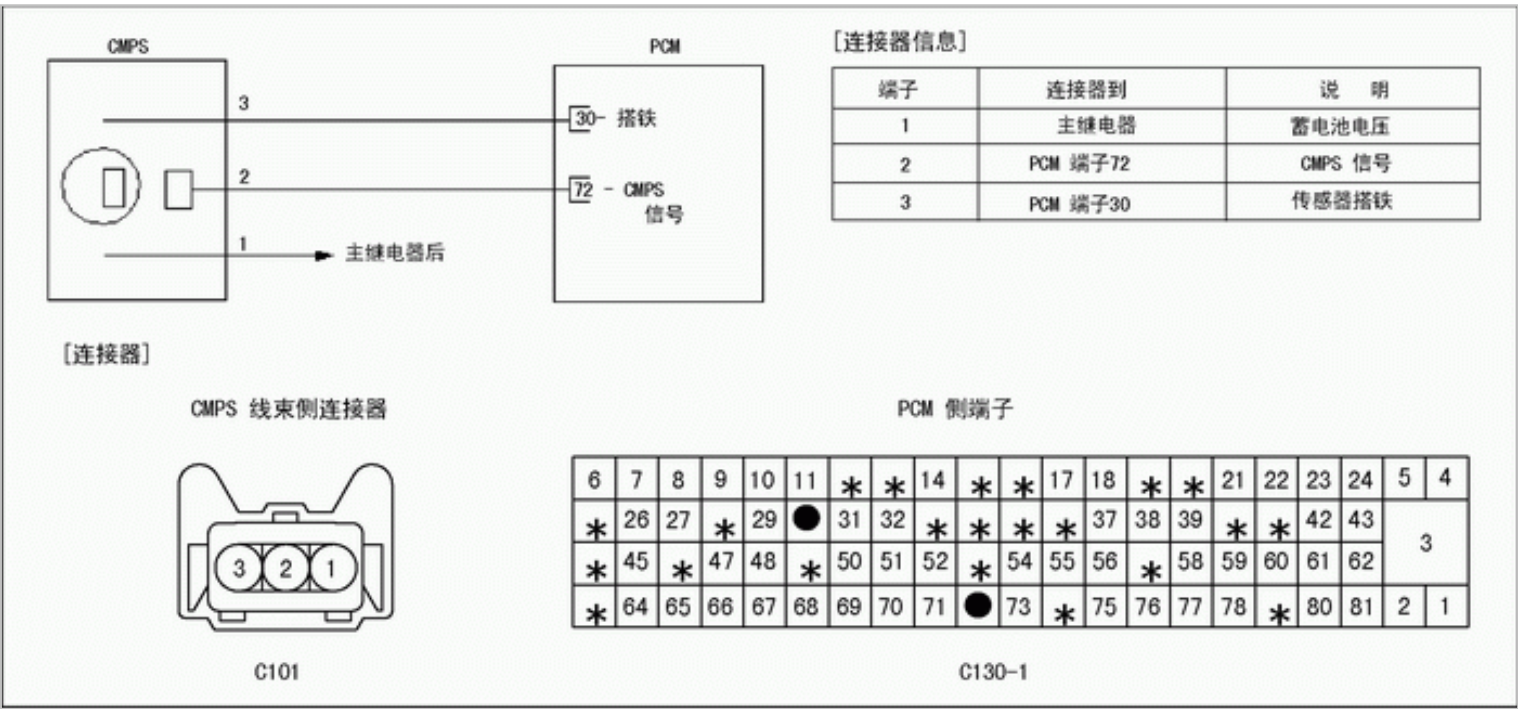 CMPS
PCM
3
30- 搭铁
2
72 - CMPS
信号
1
主继电器后
[连接器信息]
端子 连接器到 说 明
1 主继电器 蓄电池电压
2 PCM 端子72 CMPS 信号
3 PCM 端子30 传感器搭铁
[连接器]
CMPS 线束侧连接器
3 2 1
C101
PCM 侧端子
6 7 8 9 10 11 * * 14 * * 17 18 * * 21 22 23 24 5 4
* 26 27 * 29 ● 31 32 * * * * 37 38 39 * * 42 43 3
* 45 * 47 48 * 50 51 52 * 54 55 56 * 58 59 60 61 62
* 64 65 66 67 68 69 70 71 ● 73 * 75 76 77 78 * 80 81 2 1
C130-1